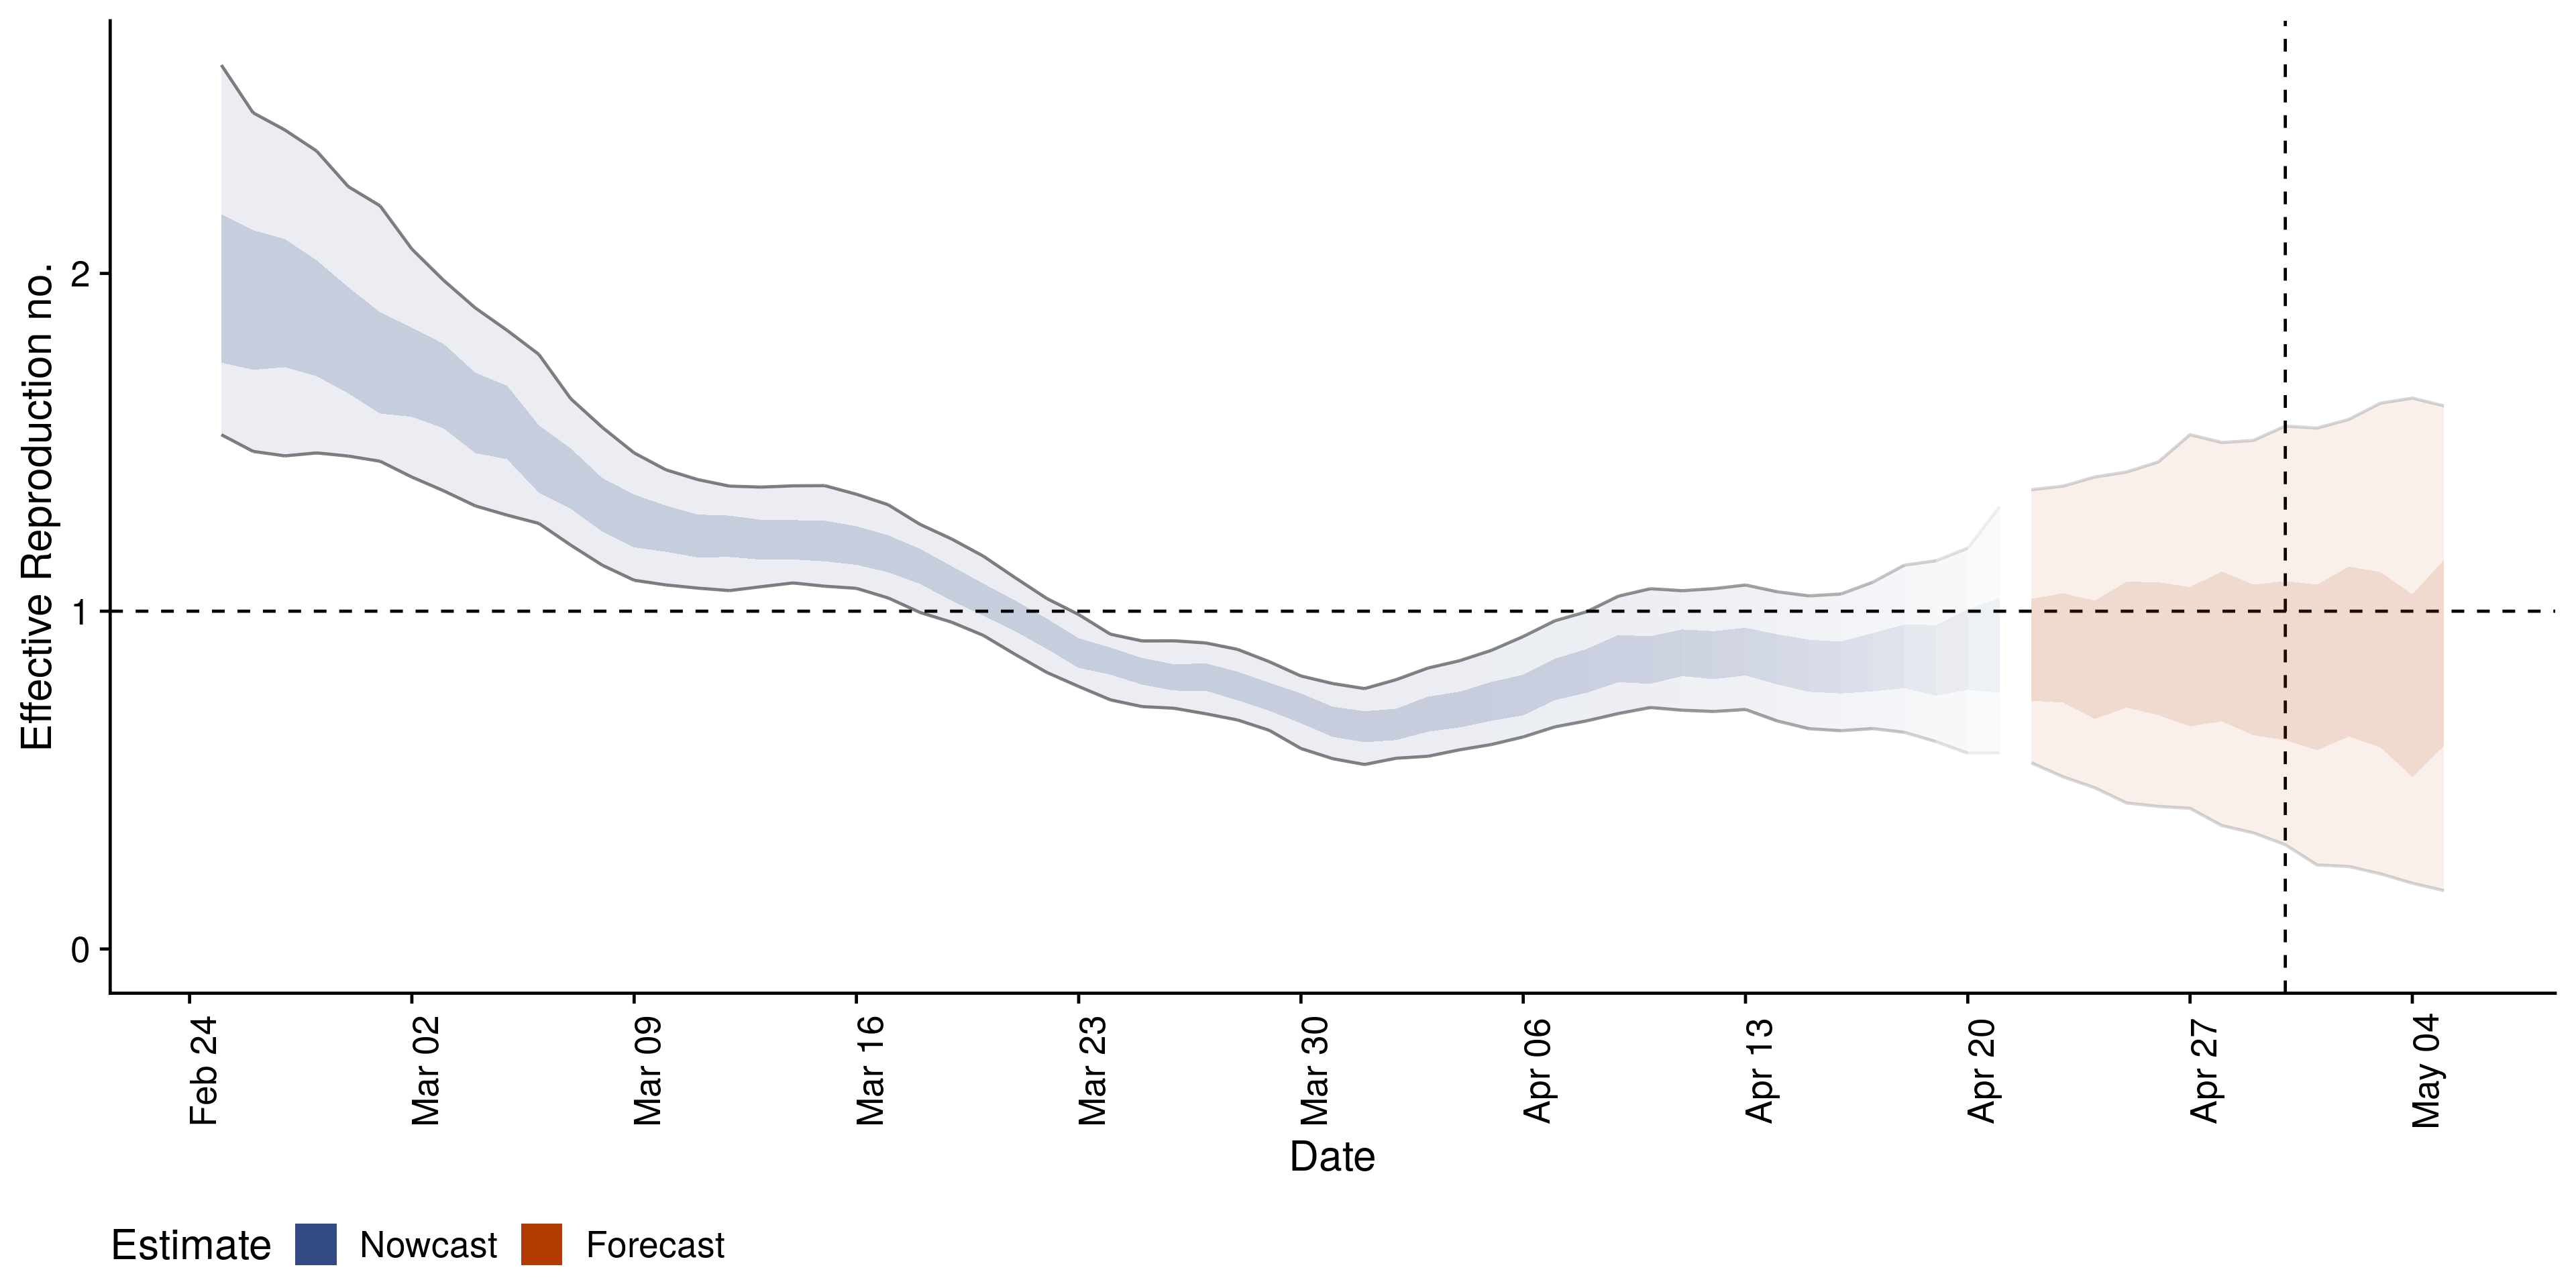 Effective Reproduction no.
2
1
0
Feb 24
Mar 02
Mar 09
Mar 16
Mar 23
Mar 30
Apr 06
Apr 13
Apr 20
Apr 27
May 04
Date
Estimate Nowcast Forecast